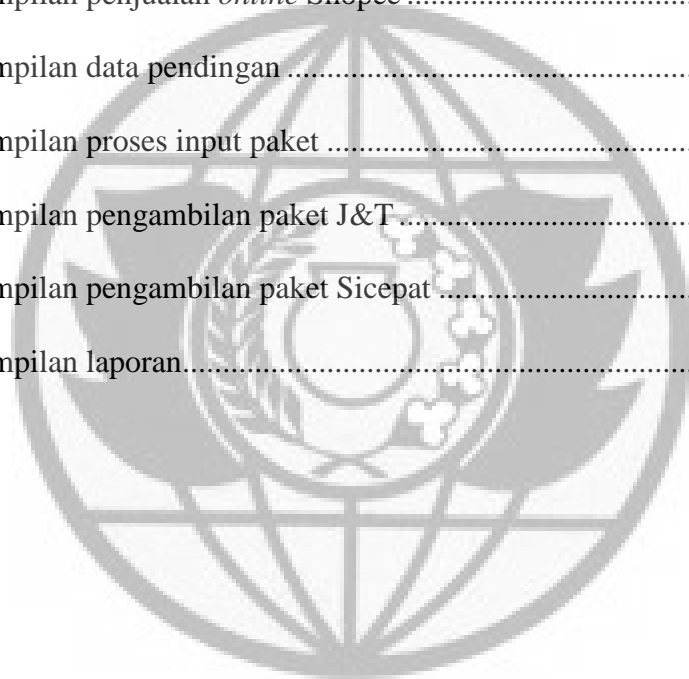 mpilan penjualan online Shopee ........................................
mpilan data pendingan ............................................................
mpilan proses input paket ......................................................
mpilan pengambilan paket J&T ...........................................
mpilan pengambilan paket Sicepat .....................................
mpilan laporan..........................................................................